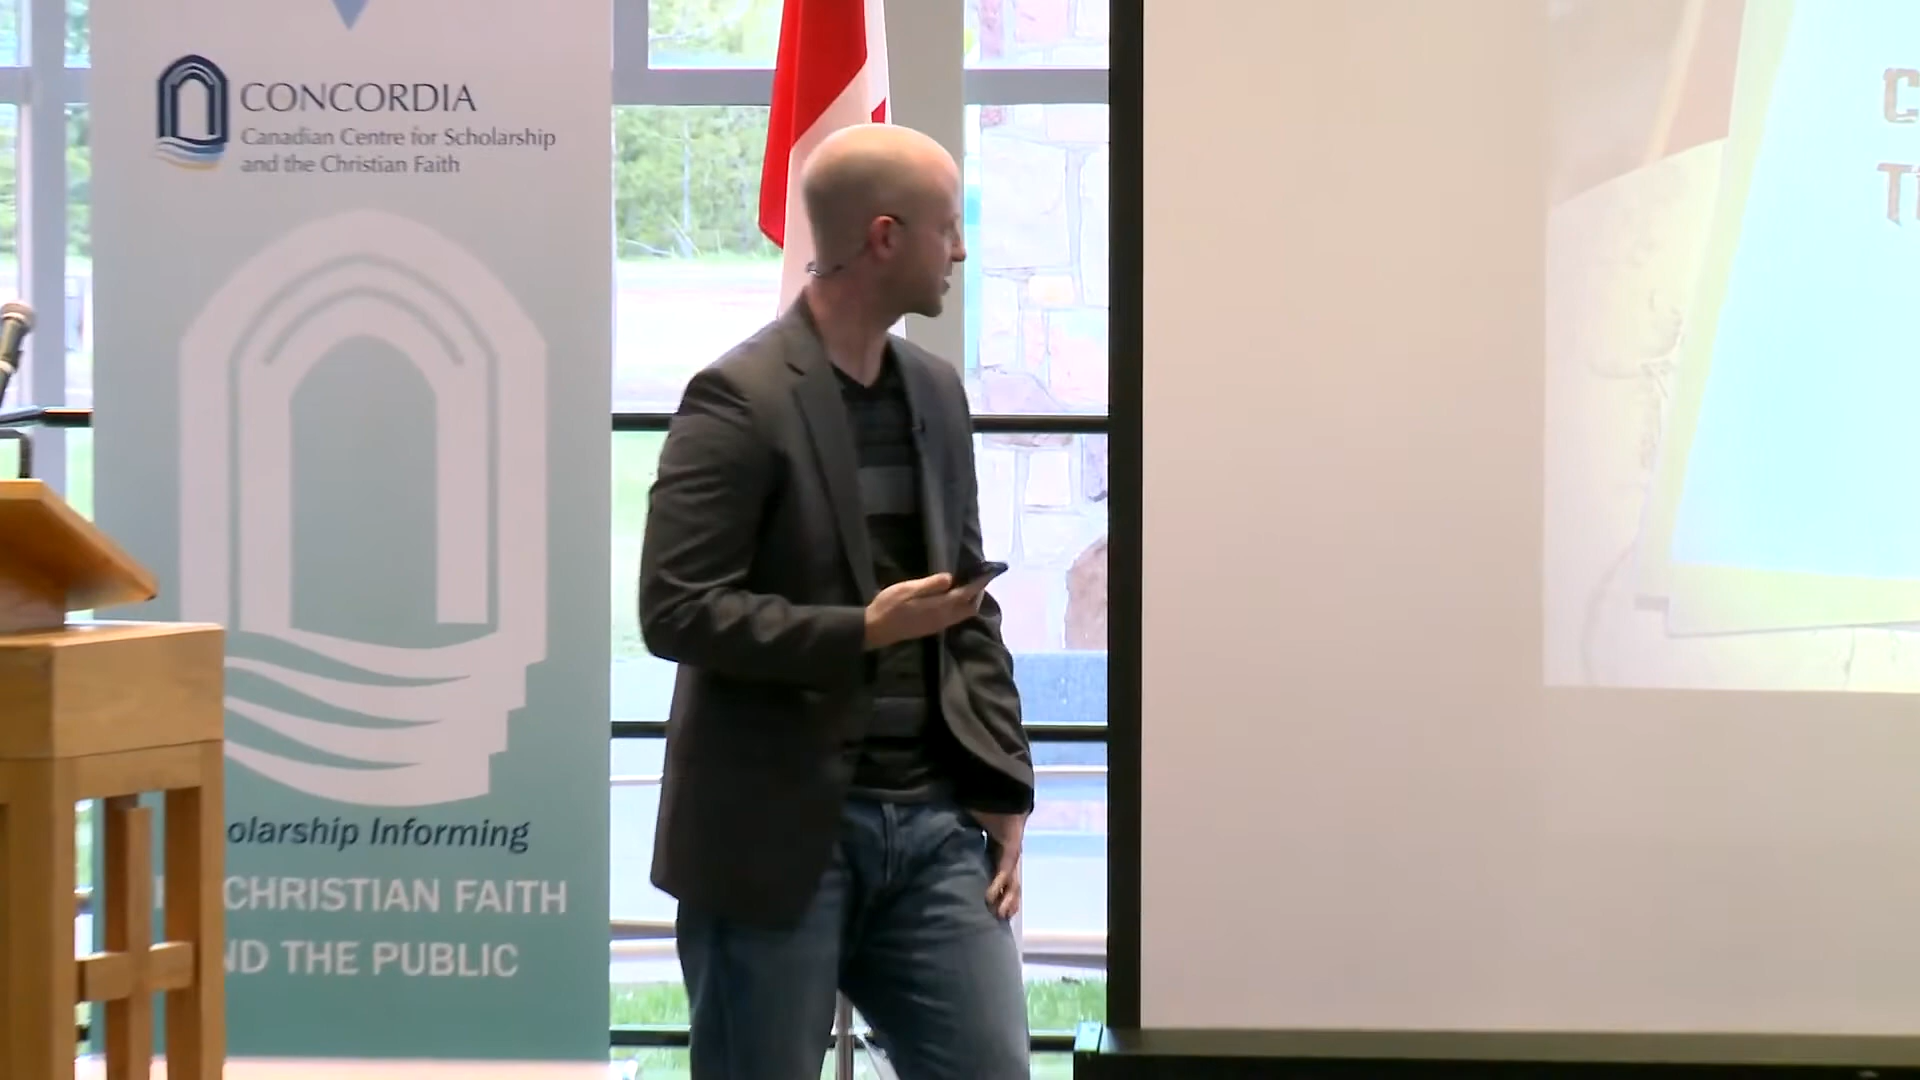 CONCORDIA
Canadian Centre for Scholarship
and the Christian Faith
olarship Informing
CHRISTIAN FAITH
ND THE PUBLIC
C
T